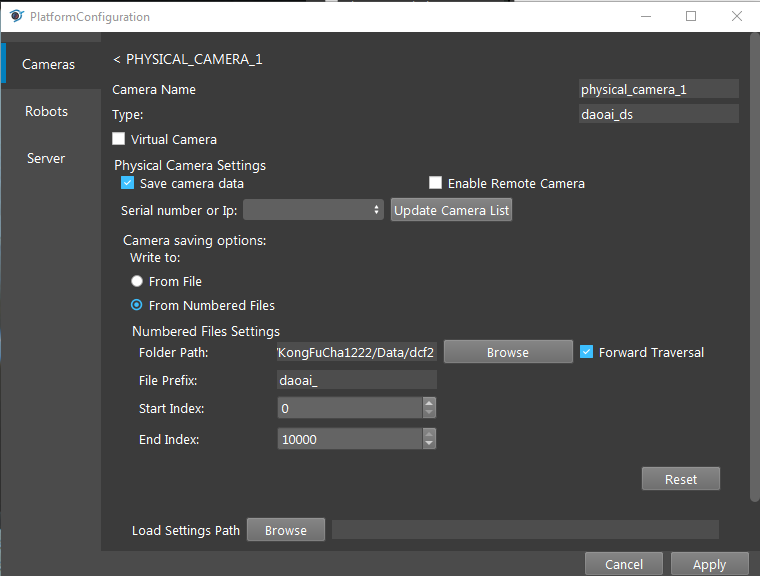 PlatformConfiguration
Cameras
Robots
Server
< PHYSICAL_CAMERA_1
Camera Name physical_camera_1
Type: daoai_ds
Virtual Camera
Physical Camera Settings
Save camera data Enable Remote Camera
Serial number or Ip: Update Camera List
Camera saving options:
Write to:
From File
From Numbered Files
Numbered Files Settings
Folder Path: 'KongFuCha1222/Data/dcf2 Browse Forward Traversal
File Prefix: daoai_
Start Index: 0
End Index: 10000
Reset
Load Settings Path Browse
Cancel Apply